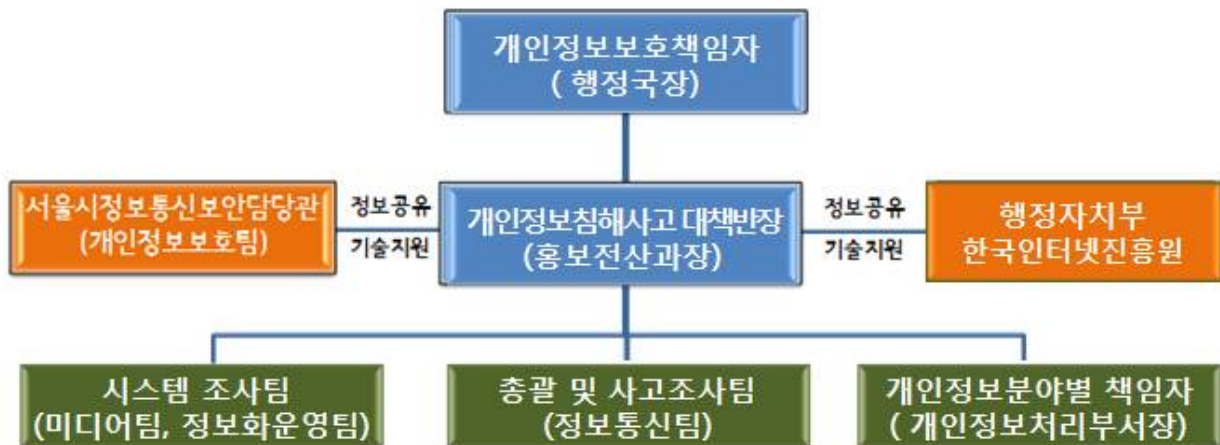 개인정보보호책임자
( 행정국장)
서울시정보통신보안담당관
(개인정보보호팀)
정보공유
기술지원
개인정보침해사고 대책반장
(홍보전산과장)
정보공유
기술지원
행정자치부
한국인터넷진흥원
시스템 조사팀
(미디어팀, 정보화운영팀)
총괄 및 사고조사팀
(정보통신팀)
개인정보분야별 책임자
( 개인정보처리부서장)